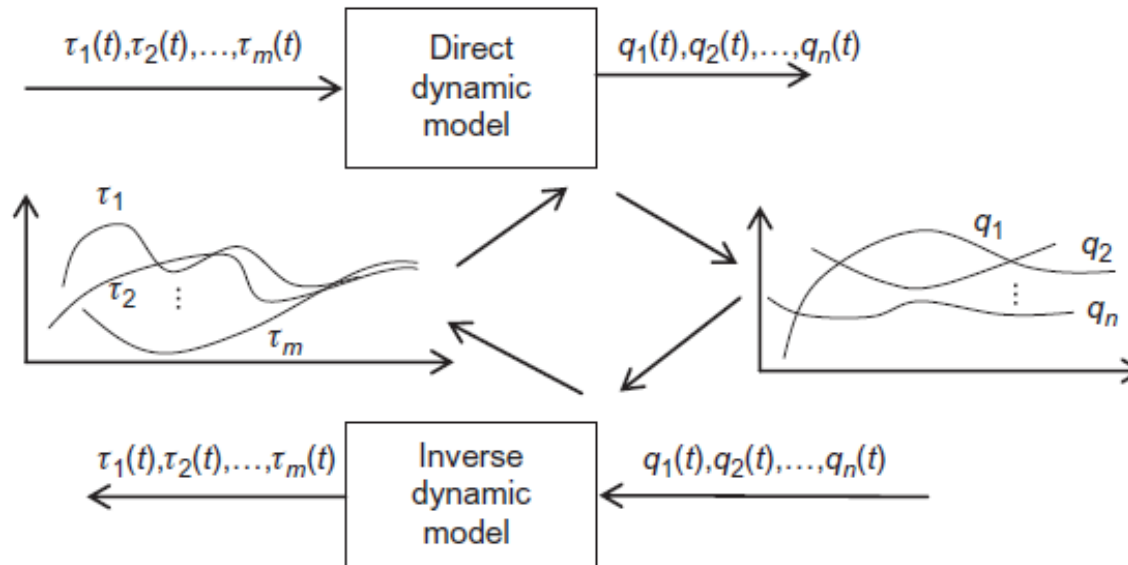 τ₁(t),τ₂(t),...,τₘ(t)
Direct
dynamic
model
q₁(t),q₂(t),...,qₙ(t)
τ₁
τ₂
⋮
τₘ
q₁
q₂
⋮
qₙ
τ₁(t),τ₂(t),...,τₘ(t)
Inverse
dynamic
model
q₁(t),q₂(t),...,qₙ(t)